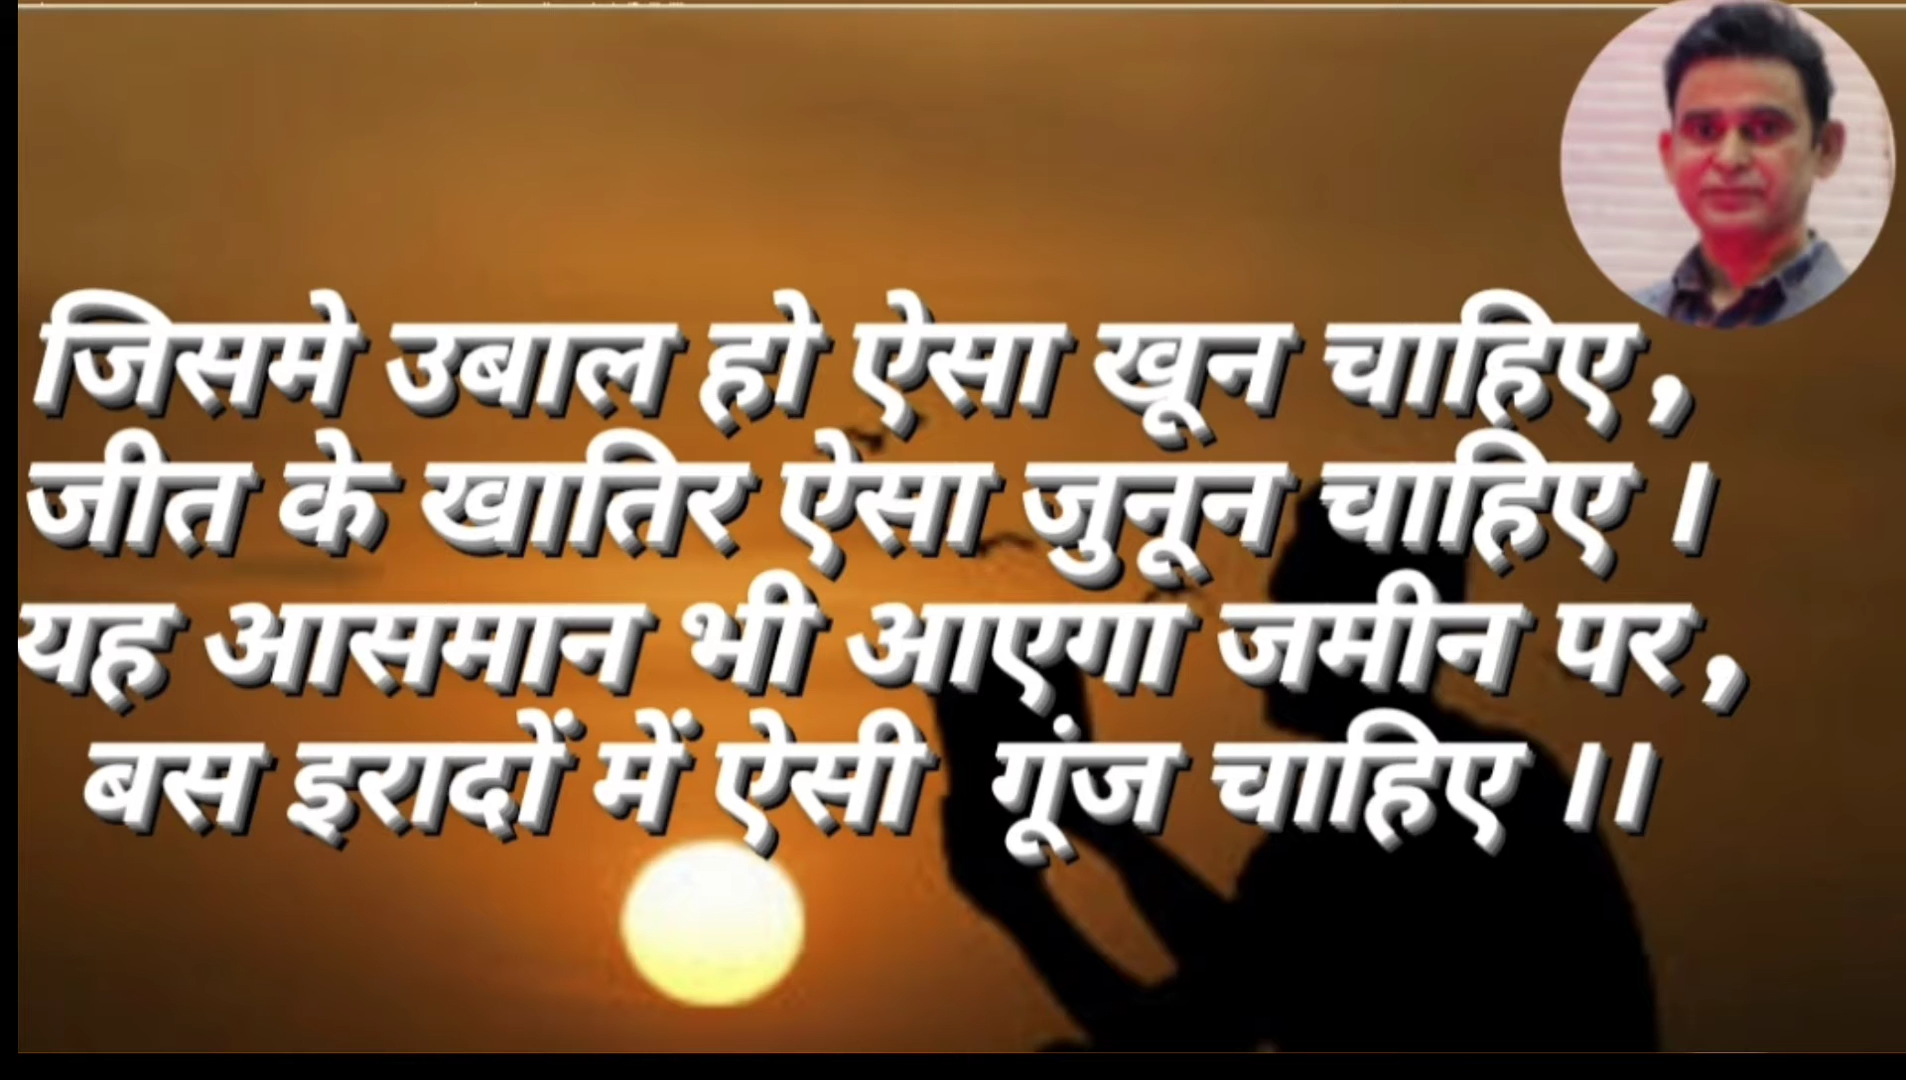 जिसमे उबाल हो ऐसा खून चाहिए,
जीत के खातिर ऐसा जुनून चाहिए ।
यह आसमान भी आएगा जमीन पर,
बस इरादों में ऐसी गूंज चाहिए ।।